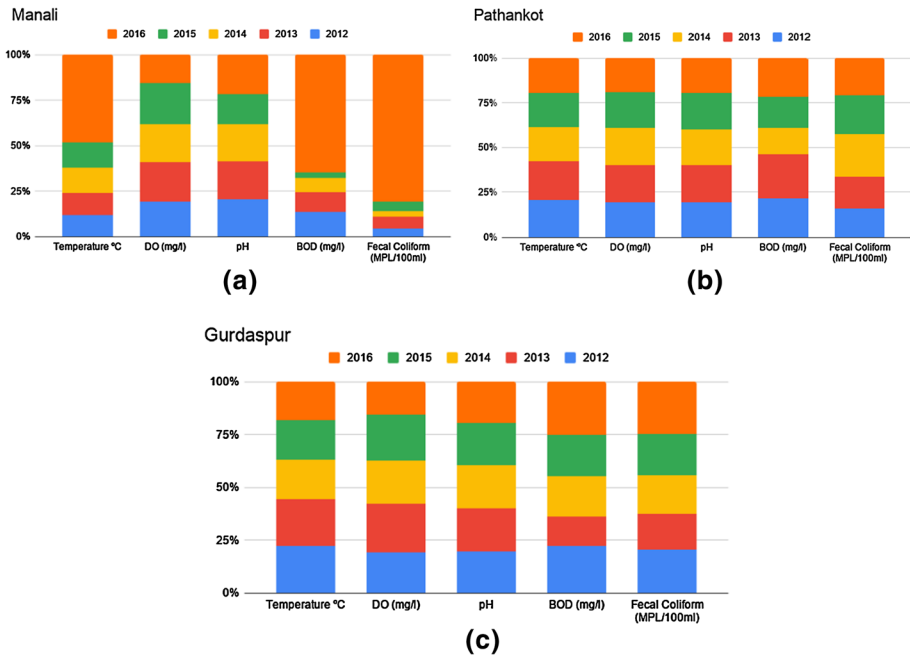 Manali
2016 2015 2014 2013 2012
100%
75%
50%
25%
0%
Temperature ºC DO (mg/l) pH BOD (mg/l) Fecal Coliform
(MPL/100ml)
(a)
Pathankot
2016 2015 2014 2013 2012
100%
75%
50%
25%
0%
Temperature ºC DO (mg/l) pH BOD (mg/l) Fecal Coliform
(MPL/100ml)
(b)
Gurdaspur
2016 2015 2014 2013 2012
100%
75%
50%
25%
0%
Temperature ºC DO (mg/l) pH BOD (mg/l) Fecal Coliform
(MPL/100ml)
(c)